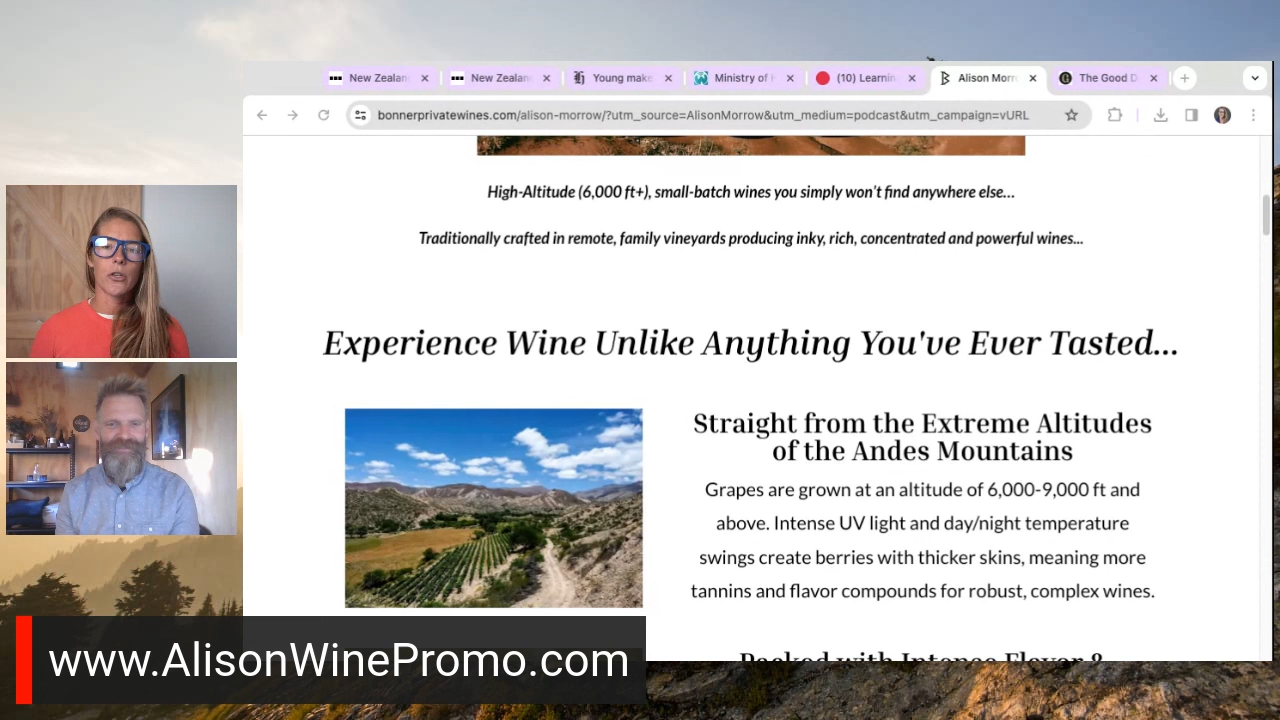 New Zealan
New Zealan
Young make
Ministry of H
(10) Learnin
Alison Morr
The Good D
bonnerprivatewines.com/alison-morrow/?utm_source=AlisonMorrow&utm_medium=podcast&utm_campaign=vURL
High-Altitude (6,000 ft+), small-batch wines you simply won't find anywhere else...
Traditionally crafted in remote, family vineyards producing inky, rich, concentrated and powerful wines...
Experience Wine Unlike Anything You've Ever Tasted...
Straight from the Extreme Altitudes
of the Andes Mountains
Grapes are grown at an altitude of 6,000-9,000 ft and
above. Intense UV light and day/night temperature
swings create berries with thicker skins, meaning more
tannins and flavor compounds for robust, complex wines.
Packed with Intense Flavor &
www.AlisonWinePromo.com